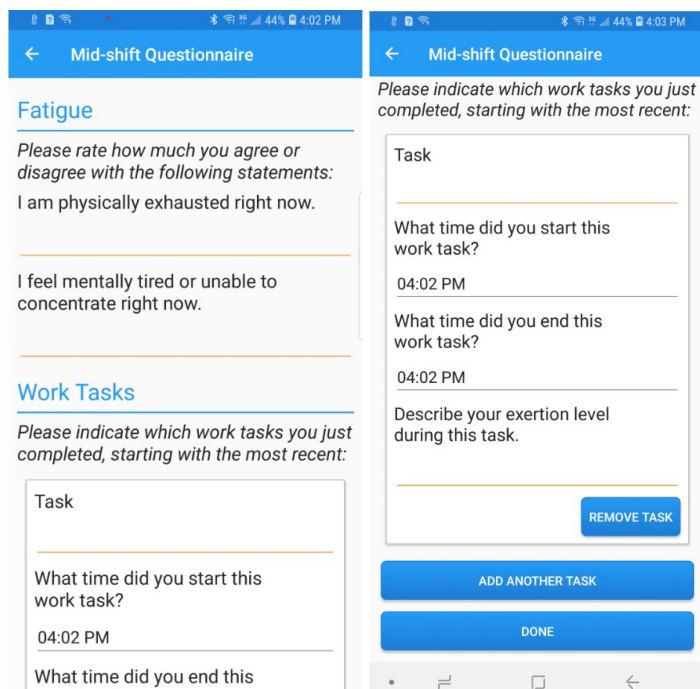 44% 4:02 PM
Mid-shift Questionnaire
Fatigue
Please rate how much you agree or
disagree with the following statements:
I am physically exhausted right now.
I feel mentally tired or unable to
concentrate right now.
Work Tasks
Please indicate which work tasks you just
completed, starting with the most recent:
Task
What time did you start this
work task?
04:02 PM
What time did you end this
44% 4:03 PM
Mid-shift Questionnaire
Please indicate which work tasks you just
completed, starting with the most recent:
Task
What time did you start this
work task?
04:02 PM
What time did you end this
work task?
04:02 PM
Describe your exertion level
during this task.
REMOVE TASK
ADD ANOTHER TASK
DONE